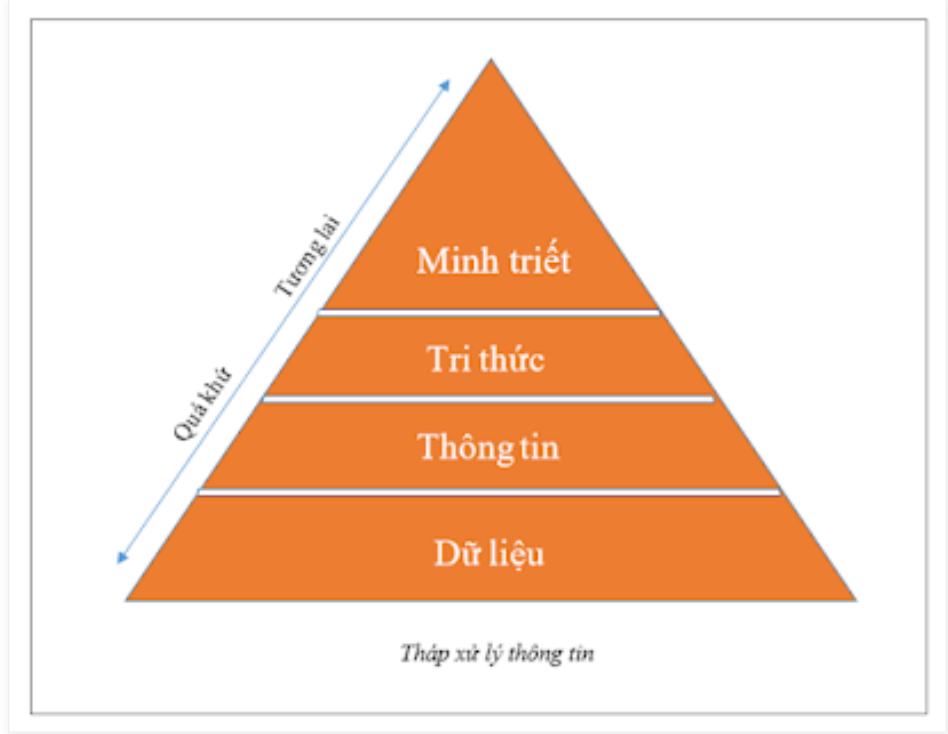 Tương lai
Quá khứ
Minh triết
Tri thức
Thông tin
Dữ liệu
Tháp xử lý thông tin